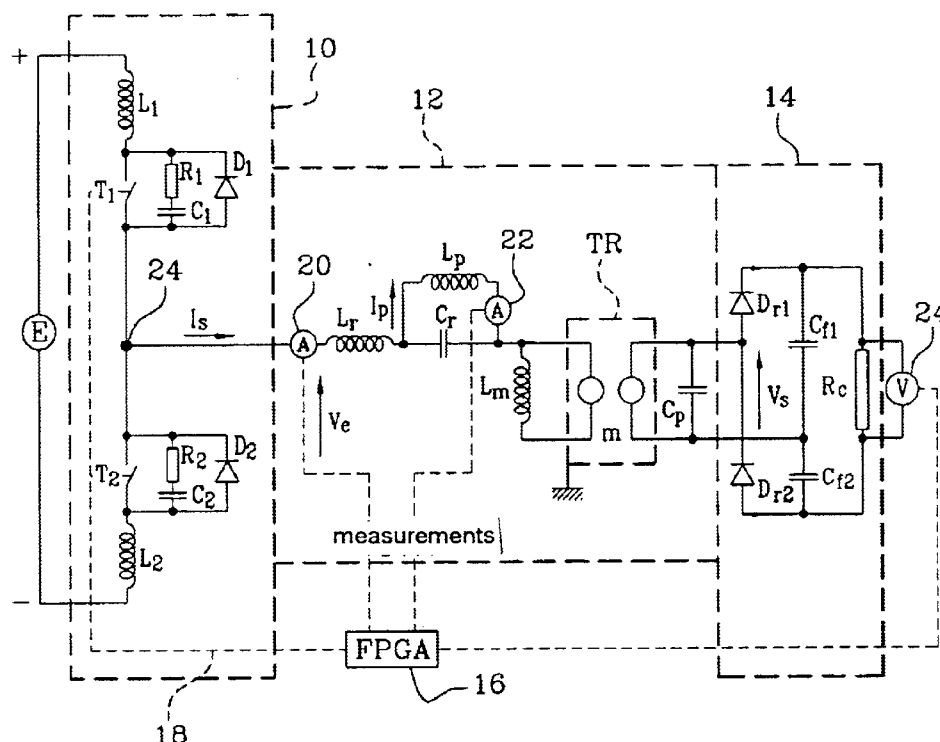 10
12
14
+
L1
R1
D1
T1
C1
24
20
Is
A
Lr
Ip
Lp
22
A
Cr
TR
E
Lm
Ve
m
Cp
Dr1
Vs
Cf1
Rc
V
24
T2
R2
D2
C2
Dr2
Cf2
L2
measurements
−
FPGA
16
18